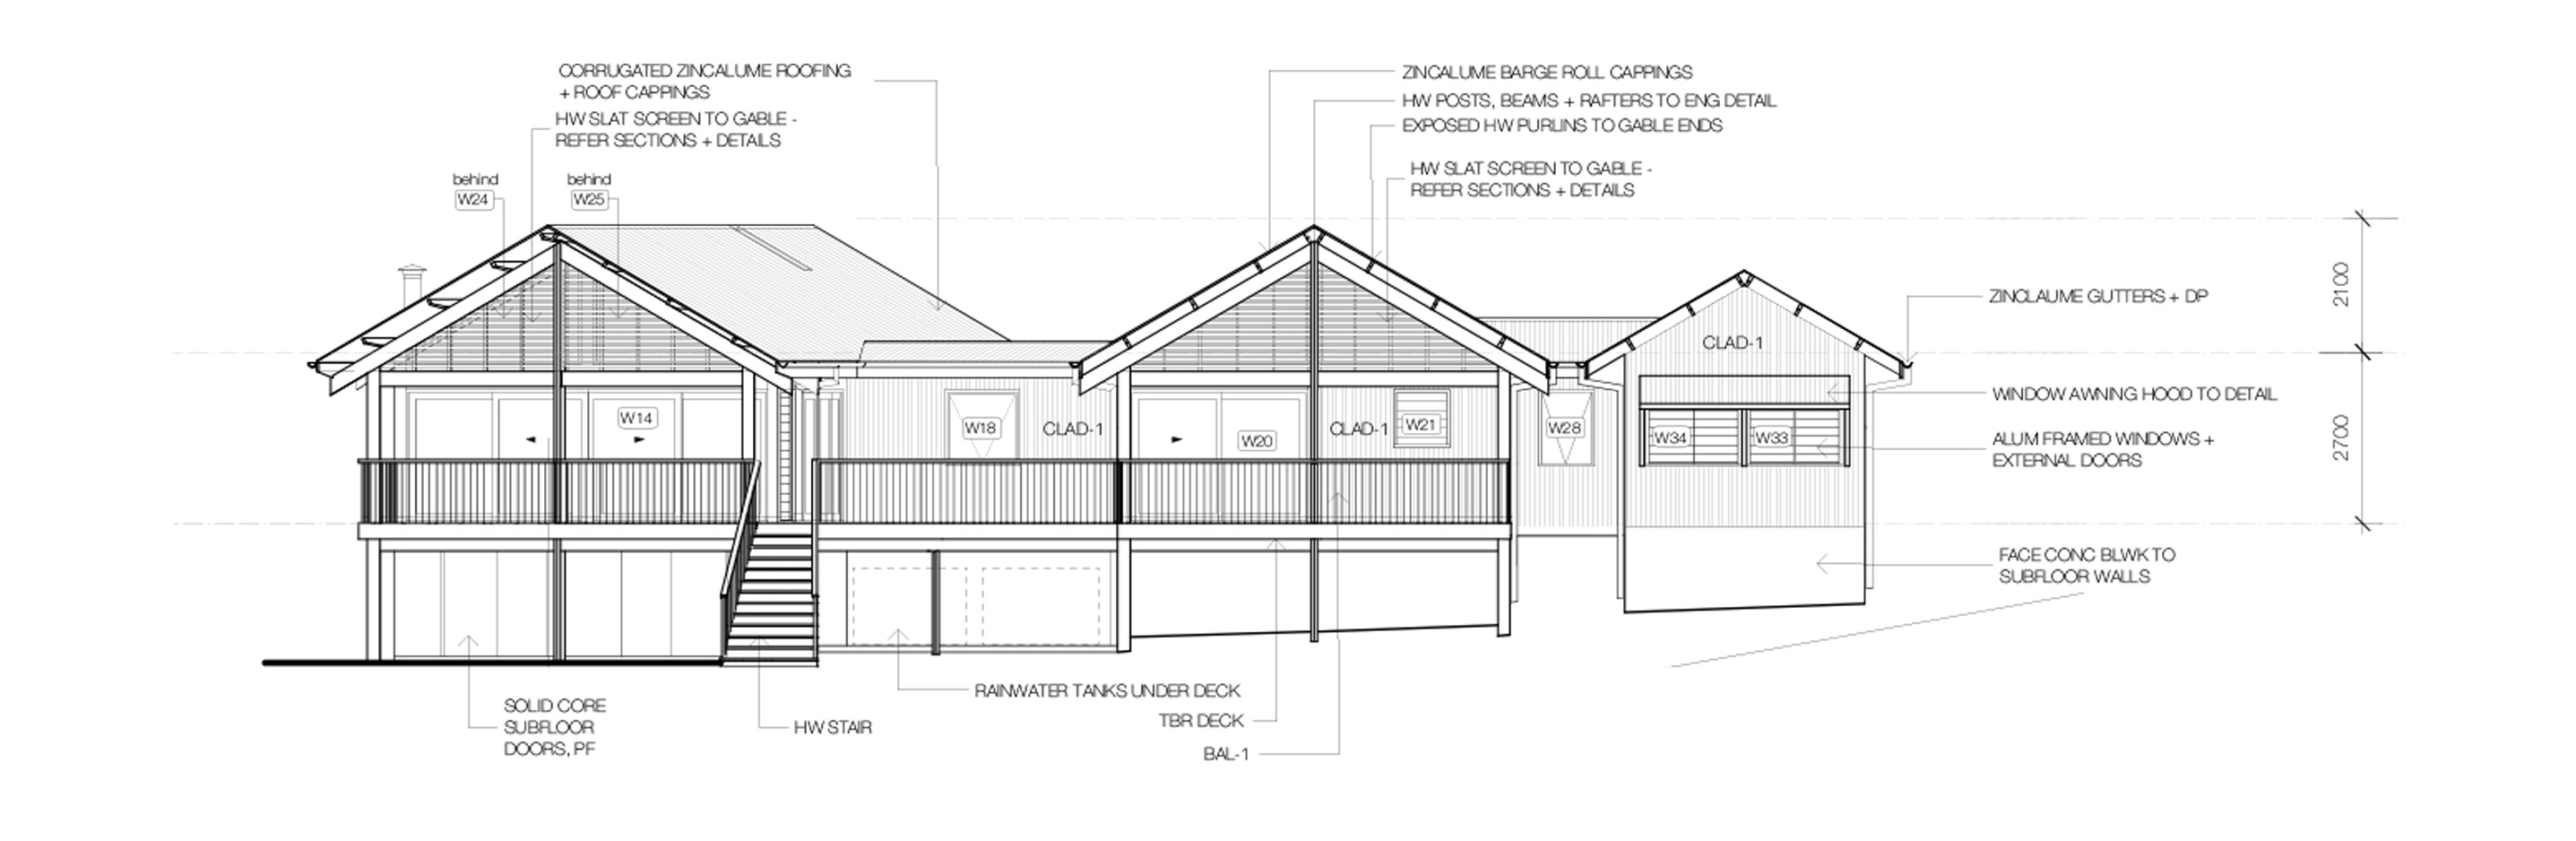 CORRUGATED ZINCALUME ROOFING
+ ROOF CAPPINGS
HW SLAT SCREEN TO GABLE -
REFER SECTIONS + DETAILS
behind
W24
behind
W25
ZINCALUME BARGE ROLL CAPPINGS
HW POSTS, BEAMS + RAFTERS TO ENG DETAIL
EXPOSED HW PURLINS TO GABLE ENDS
HW SLAT SCREEN TO GABLE -
REFER SECTIONS + DETAILS
2100
ZINCLAUME GUTTERS + DP
CLAD-1
WINDOW AWNING HOOD TO DETAIL
W14
W18
CLAD-1
W20
CLAD-1
W21
W28
W34
W33
ALUM FRAMED WINDOWS +
EXTERNAL DOORS
2700
FACE CONC BLWK TO
SUBFLOOR WALLS
RAINWATER TANKS UNDER DECK
SOLID CORE
SUBFLOOR
DOORS, PF
HW STAIR
TBR DECK
BAL-1